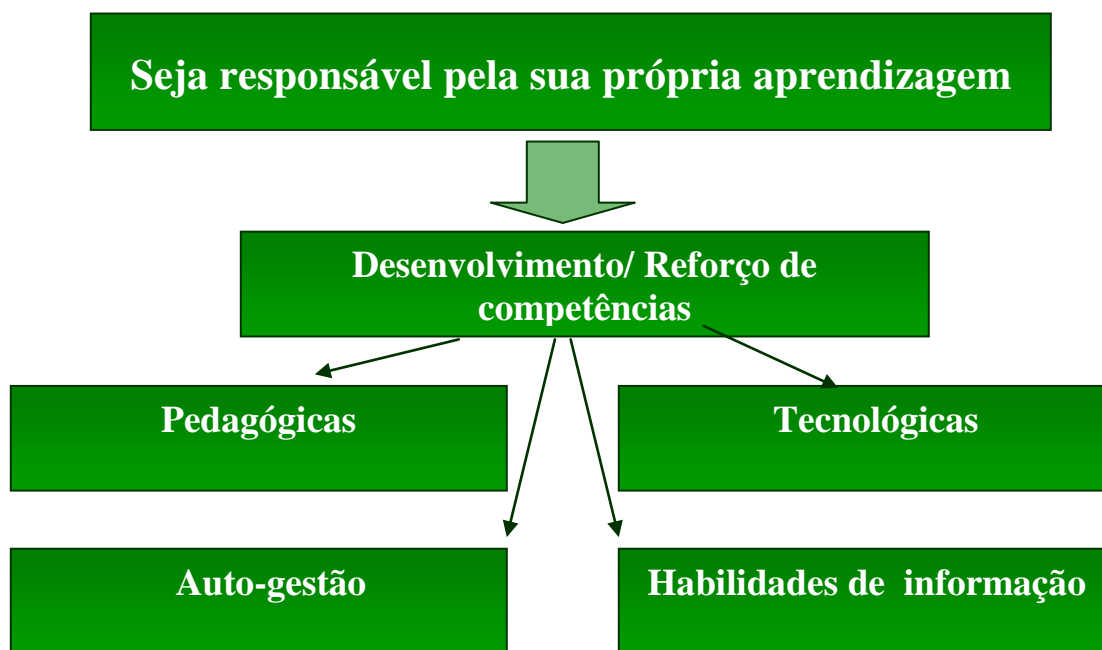 Seja responsável pela sua própria aprendizagem
Desenvolvimento/ Reforço de
competências
Pedagógicas
Tecnológicas
Auto-gestão
Habilidades de informação